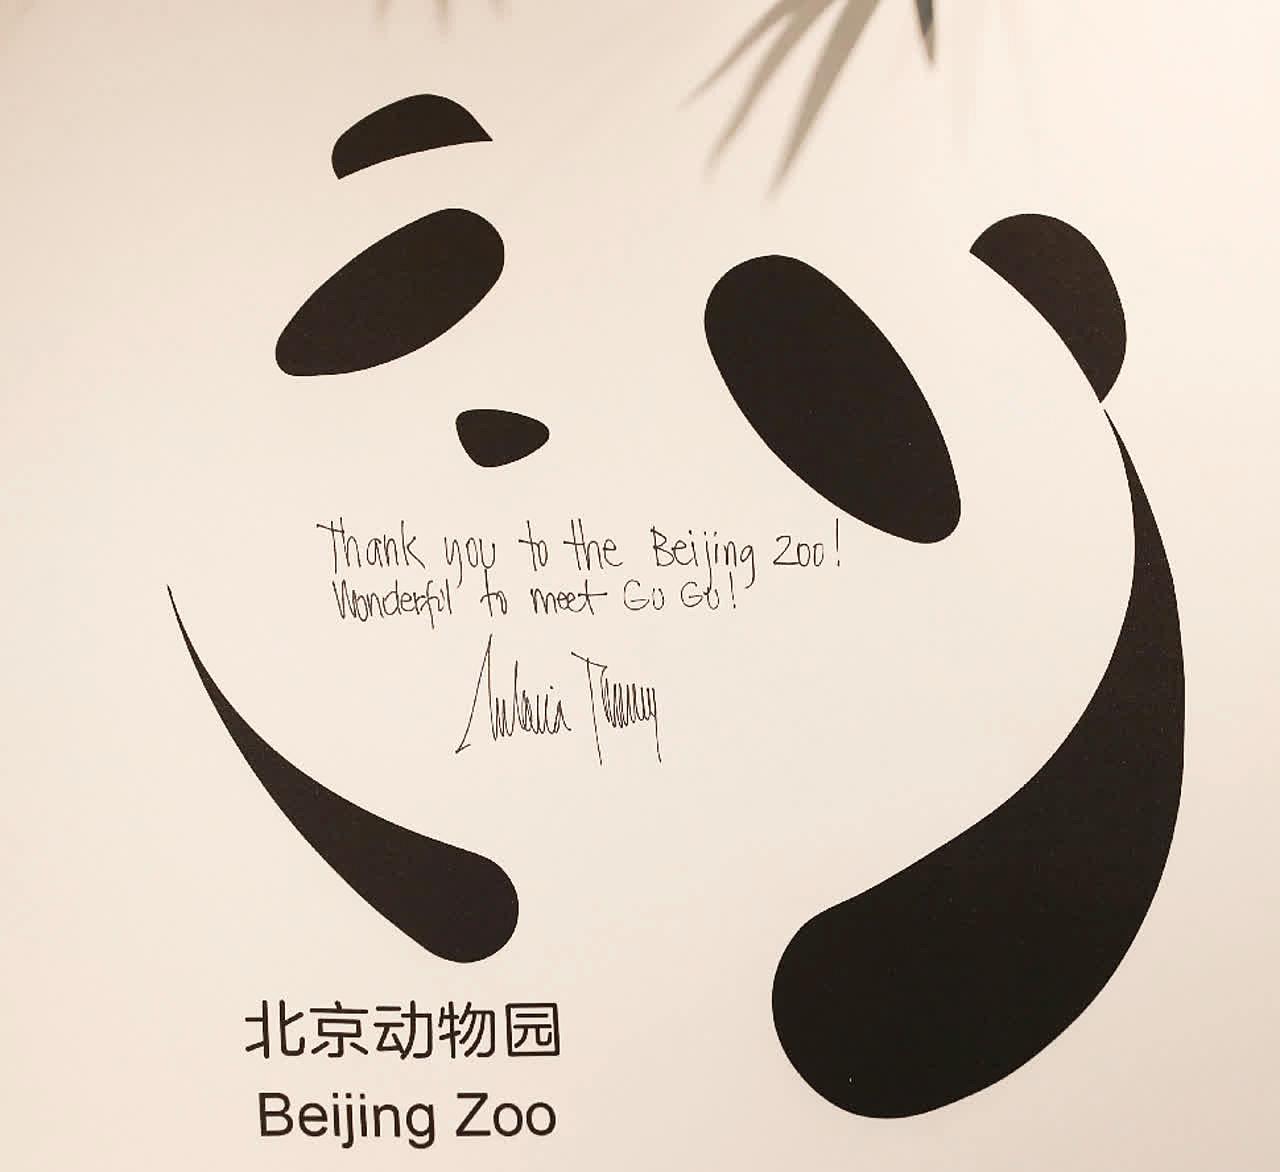 Thank you to the Beijing Zoo!
Wonderful to meet Gu Gu!
Melania Trump
北京动物园
Beijing Zoo